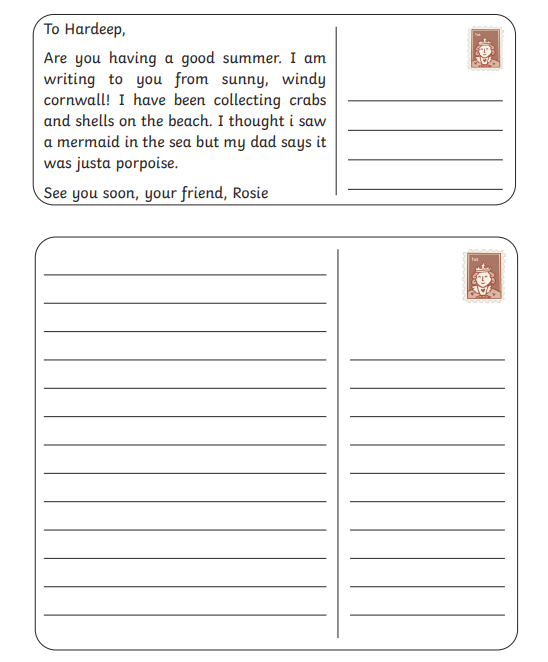 To Hardeep,
Are you having a good summer. I am
writing to you from sunny, windy
cornwall! I have been collecting crabs
and shells on the beach. I thought i saw
a mermaid in the sea but my dad says it
was justa porpoise.
See you soon, your friend, Rosie
1st
1st